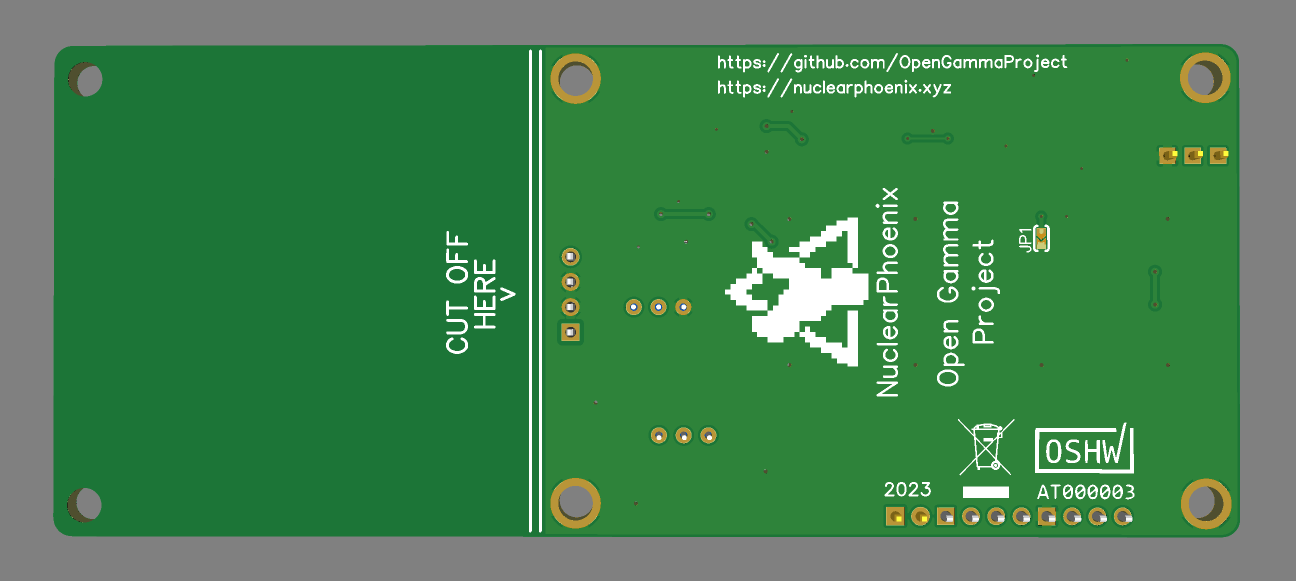 https://github.com/OpenGammaProject
https://nuclearphoenix.xyz
CUT OFF
HERE
V
NuclearPhoenix
Open Gamma
Project
JP1
OSHW
2023
AT000003